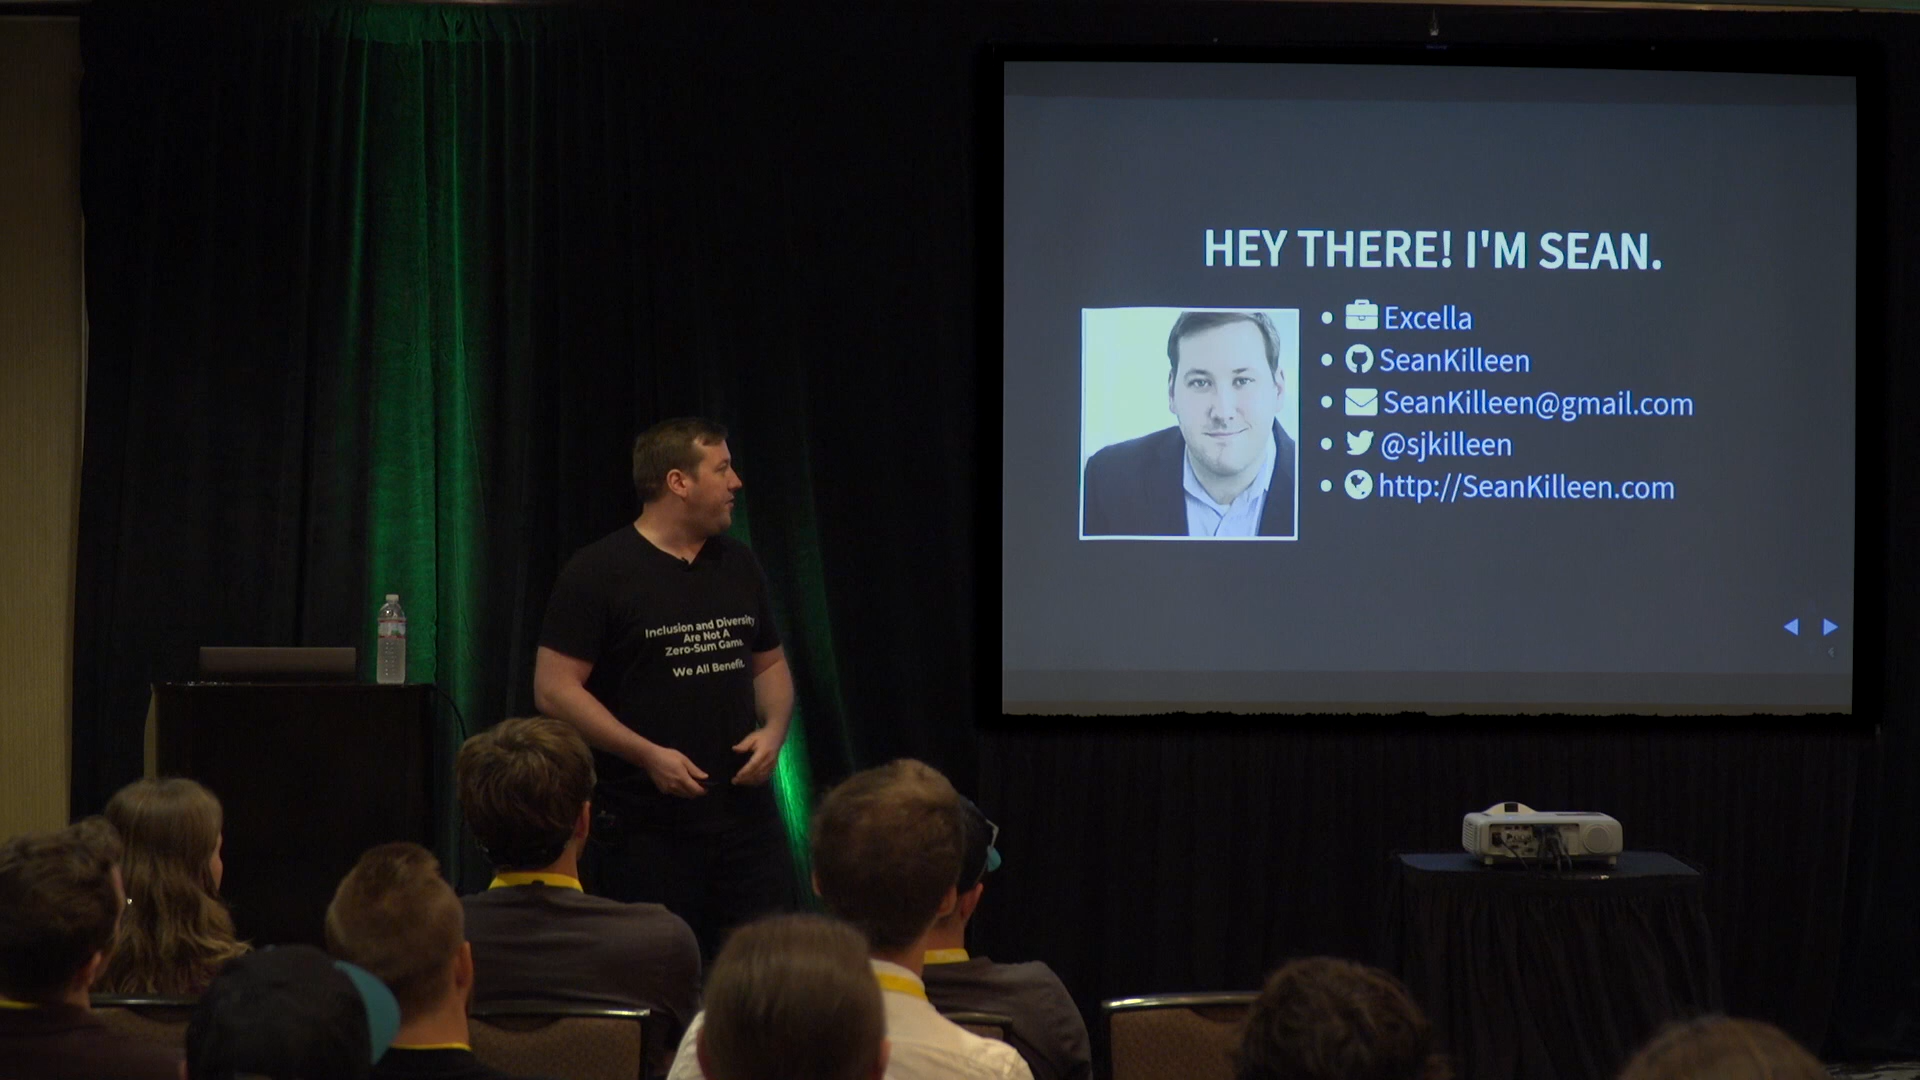 HEY THERE! I'M SEAN.
Excella
SeanKilleen
SeanKilleen@gmail.com
@sjkilleen
http://SeanKilleen.com
Inclusion and Diversity
Are Not A
Zero-Sum Game.
We All Benefit.